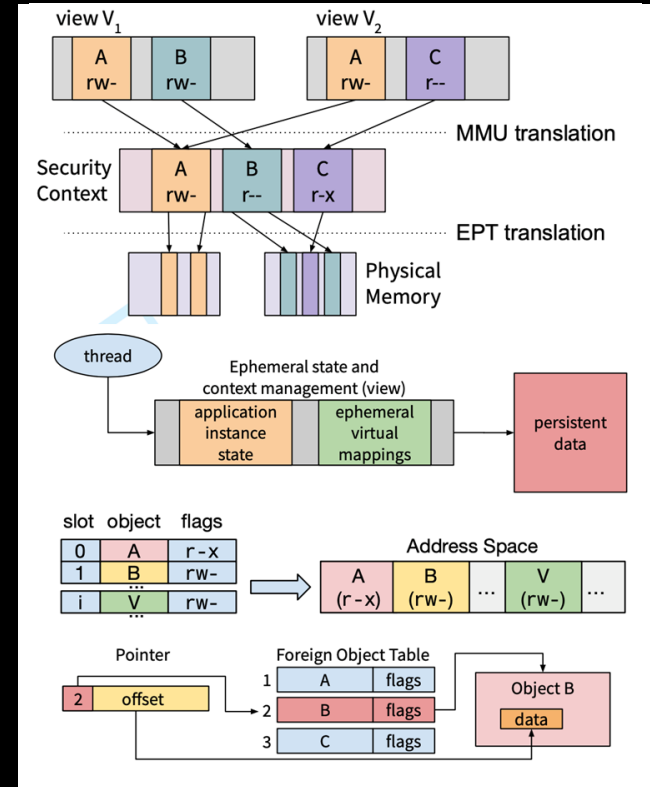 view V1
view V2
A
rw-
B
rw-
A
rw-
C
r--
MMU translation
Security
Context
A
rw-
B
r--
C
r-x
EPT translation
Physical
Memory
thread
Ephemeral state and
context management (view)
application
instance
state
ephemeral
virtual
mappings
persistent
data
slot object flags
0 A r-x
1 B rw-
...
i V rw-
...
Address Space
A
(r-x)
B
(rw-)
...
V
(rw-)
...
Pointer
2 offset
Foreign Object Table
1 A flags
2 B flags
3 C flags
Object B
data